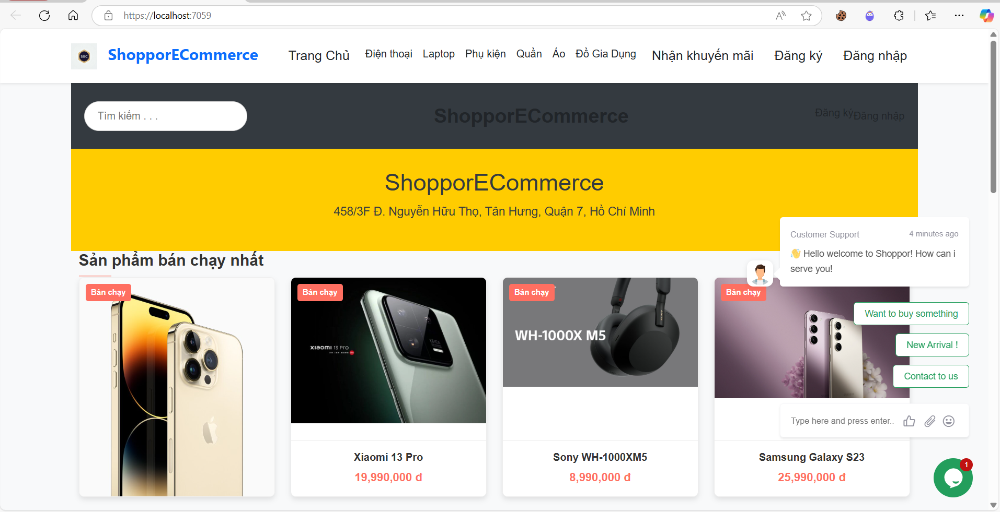 https://localhost:7059
SEC
ShopporECommerce
Trang Chủ
Điện thoại
Laptop
Phụ kiện
Quần
Áo
Đồ Gia Dụng
Nhận khuyến mãi
Đăng ký
Đăng nhập
Tìm kiếm . . .
ShopporECommerce
Đăng ký
Đăng nhập
ShopporECommerce
458/3F Đ. Nguyễn Hữu Thọ, Tân Hưng, Quận 7, Hồ Chí Minh
Customer Support
4 minutes ago
👋 Hello welcome to Shoppor! How can i
serve you!
Sản phẩm bán chạy nhất
Bán chạy
Bán chạy
Bán chạy
Bán chạy
Want to buy something
New Arrival !
Contact to us
LEICA
xiaomi 13 PRO
WH-1000X M5
SONY
Type here and press enter..
Xiaomi 13 Pro
19,990,000 đ
Sony WH-1000XM5
8,990,000 đ
Samsung Galaxy S23
25,990,000 đ
1